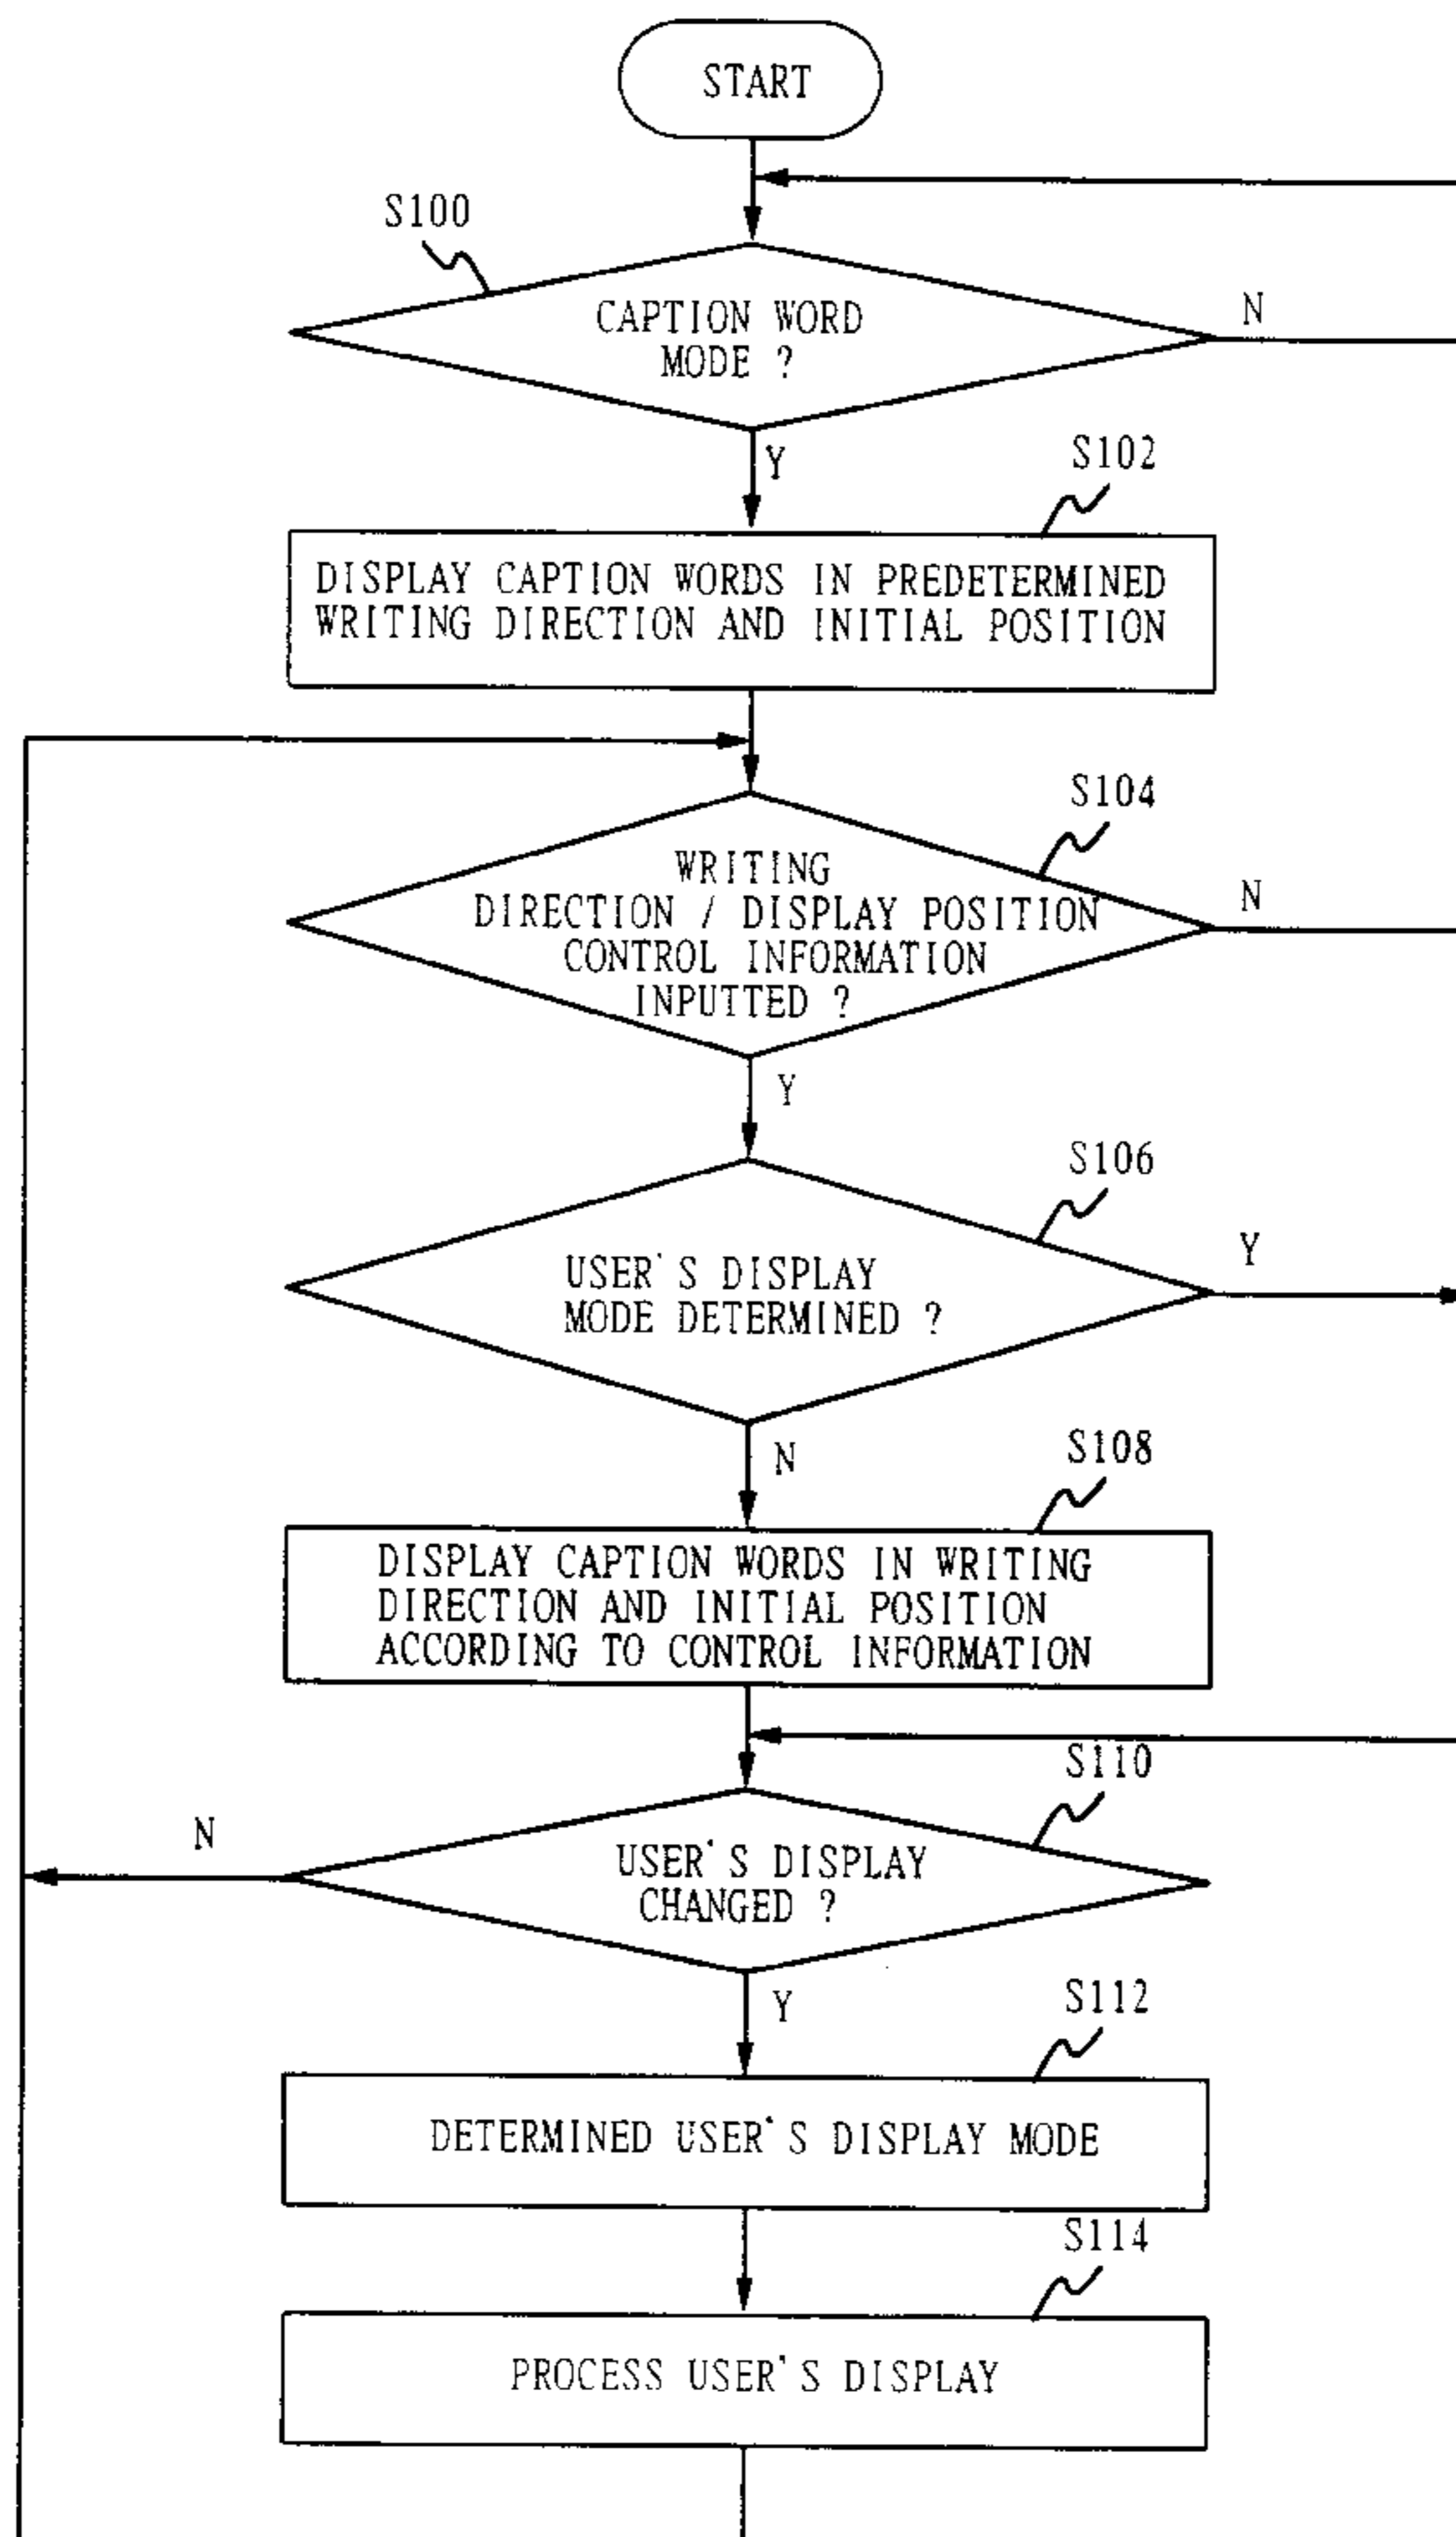 START
S100
CAPTION WORD
MODE ?
N
Y
S102
DISPLAY CAPTION WORDS IN PREDETERMINED
WRITING DIRECTION AND INITIAL POSITION
S104
WRITING
DIRECTION / DISPLAY POSITION
CONTROL INFORMATION
INPUTTED ?
N
Y
S106
USER'S DISPLAY
MODE DETERMINED ?
Y
N
S108
DISPLAY CAPTION WORDS IN WRITING
DIRECTION AND INITIAL POSITION
ACCORDING TO CONTROL INFORMATION
S110
N
USER'S DISPLAY
CHANGED ?
Y
S112
DETERMINED USER'S DISPLAY MODE
S114
PROCESS USER'S DISPLAY